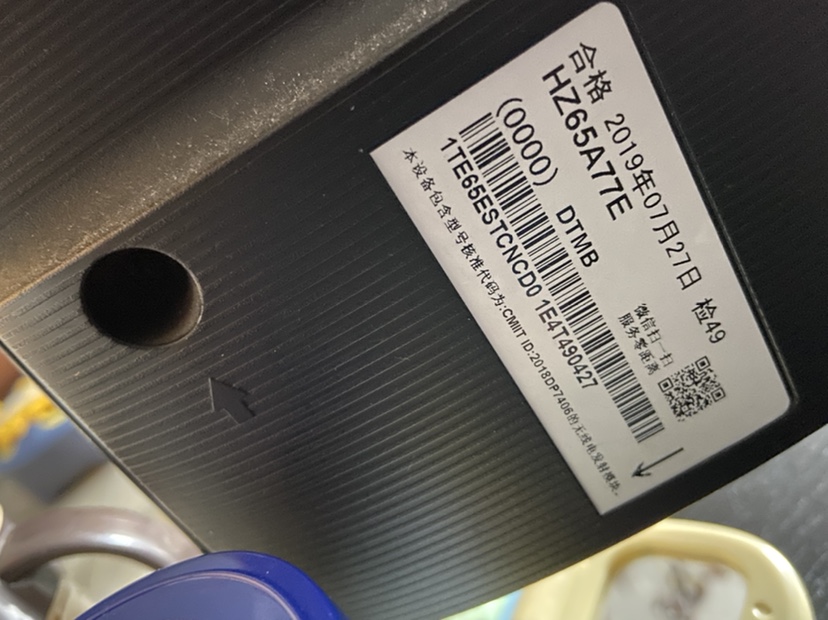 合格 2019年07月27日 检49
HZ65A77E
(0000) DTMB
微信扫一扫
服务零距离
1TE65ESTCNCD0 1E4T490427
本设备包含型号核准代码为:CMIIT ID:2018DP7406的无线电发射模块。